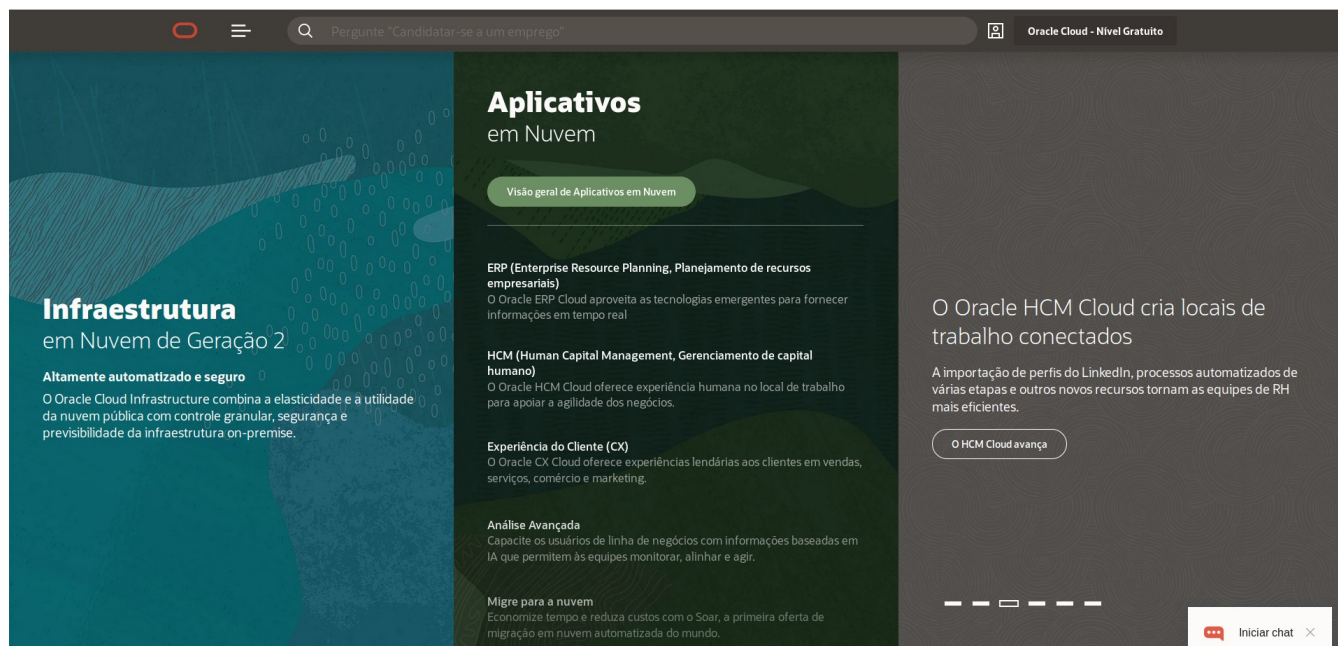 Pergunte "Candidatar-se a um emprego"
Oracle Cloud - Nível Gratuito
Infraestrutura
em Nuvem de Geração 2
Altamente automatizado e seguro
O Oracle Cloud Infrastructure combina a elasticidade e a utilidade
da nuvem pública com controle granular, segurança e
previsibilidade da infraestrutura on-premise.
Aplicativos
em Nuvem
Visão geral de Aplicativos em Nuvem
ERP (Enterprise Resource Planning, Planejamento de recursos
empresariais)
O Oracle ERP Cloud aproveita as tecnologias emergentes para fornecer
informações em tempo real
HCM (Human Capital Management, Gerenciamento de capital
humano)
O Oracle HCM Cloud oferece experiência humana no local de trabalho
para apoiar a agilidade dos negócios.
Experiência do Cliente (CX)
O Oracle CX Cloud oferece experiências lendárias aos clientes em vendas,
serviços, comércio e marketing.
Análise Avançada
Capacite os usuários de linha de negócios com informações baseadas em
IA que permitem às equipes monitorar, alinhar e agir.
Migre para a nuvem
Economize tempo e reduza custos com o Soar, a primeira oferta de
migração em nuvem automatizada do mundo.
O Oracle HCM Cloud cria locais de
trabalho conectados
A importação de perfis do LinkedIn, processos automatizados de
várias etapas e outros novos recursos tornam as equipes de RH
mais eficientes.
O HCM Cloud avança
Iniciar chat